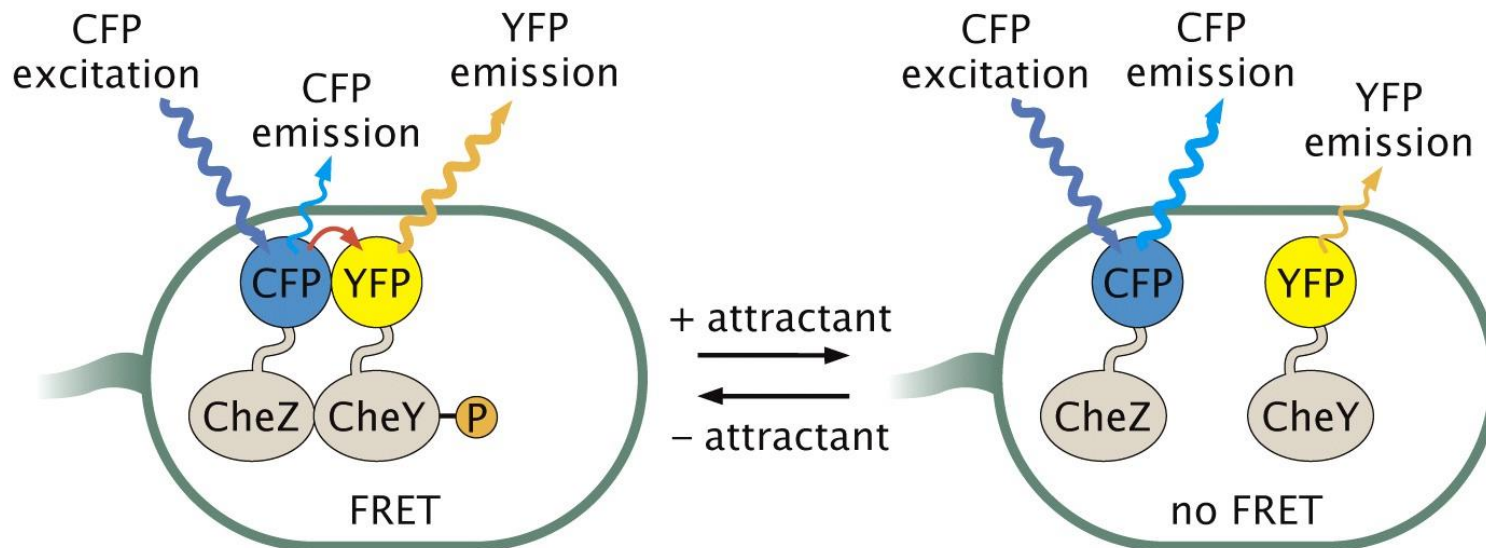 CFP
excitation
CFP
emission
YFP
emission
CFP
YFP
CheZ
CheY
P
FRET
+ attractant
– attractant
CFP
excitation
CFP
emission
YFP
emission
CFP
YFP
CheZ
CheY
no FRET